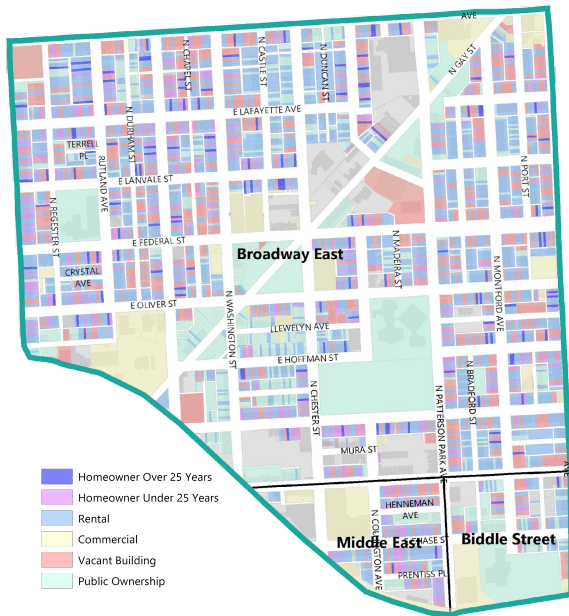 AVE
N GAY ST
N CHAPEL ST
N CASTLE ST
N DUNCAN ST
E LAFAYETTE AVE
N DURHAM ST
TERRELL
PL
RUTLAND AVE
E LANVALE ST
N PORT ST
N REGESTER ST
E FEDERAL ST
Broadway East
N MADEIRA ST
CRYSTAL
AVE
N MONTFORD AVE
E OLIVER ST
N WASHINGTON ST
LLEWELYN AVE
E HOFFMAN ST
N CHESTER ST
N PATTERSON PARK AVE
N BRADFORD ST
MURA ST
AVE
Homeowner Over 25 Years
Homeowner Under 25 Years
Rental
Commercial
Vacant Building
Public Ownership
HENNEMAN
AVE
Middle East
Biddle Street
PRENTISS PL